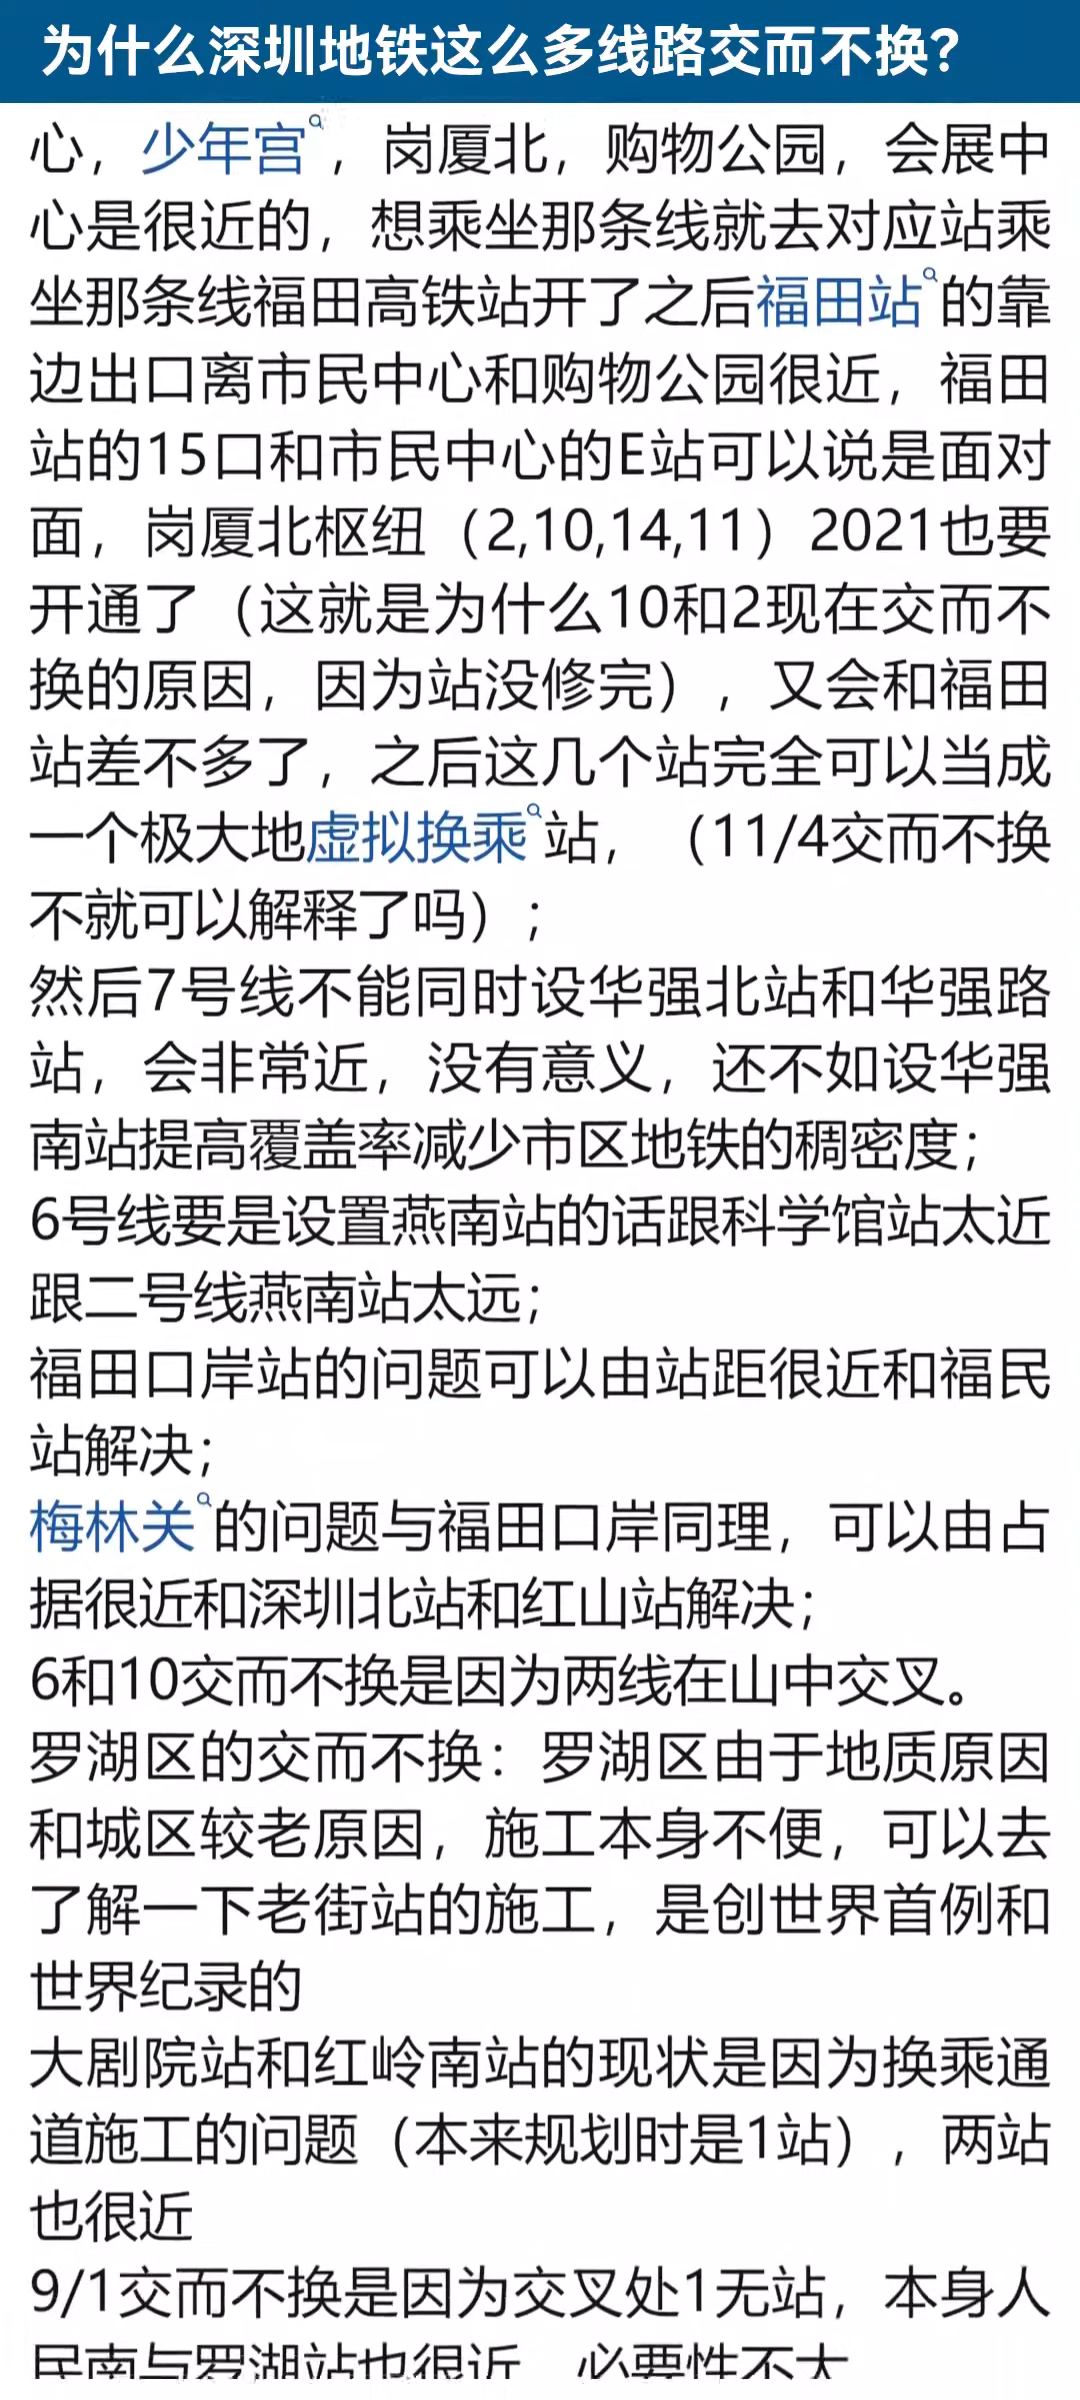 为什么深圳地铁这么多线路交而不换？
心，少年宫，岗厦北，购物公园，会展中
心是很近的，想乘坐那条线就去对应站乘
坐那条线福田高铁站开了之后福田站的靠
边出口离市民中心和购物公园很近，福田
站的15口和市民中心的E站可以说是面对
面，岗厦北枢纽（2,10,14,11）2021也要
开通了（这就是为什么10和2现在交而不
换的原因，因为站没修完），又会和福田
站差不多了，之后这几个站完全可以当成
一个极大地虚拟换乘站，（11/4交而不换
不就可以解释了吗）；
然后7号线不能同时设华强北站和华强路
站，会非常近，没有意义，还不如设华强
南站提高覆盖率减少市区地铁的稠密度；
6号线要是设置燕南站的话跟科学馆站太近
跟二号线燕南站太远；
福田口岸站的问题可以由站距很近和福民
站解决；
梅林关的问题与福田口岸同理，可以由占
据很近和深圳北站和红山站解决；
6和10交而不换是因为两线在山中交叉。
罗湖区的交而不换：罗湖区由于地质原因
和城区较老原因，施工本身不便，可以去
了解一下老街站的施工，是创世界首例和
世界纪录的
大剧院站和红岭南站的现状是因为换乘通
道施工的问题（本来规划时是1站），两站
也很近
9/1交而不换是因为交叉处1无站，本身人
民南与罗湖站也很近，必要性不大